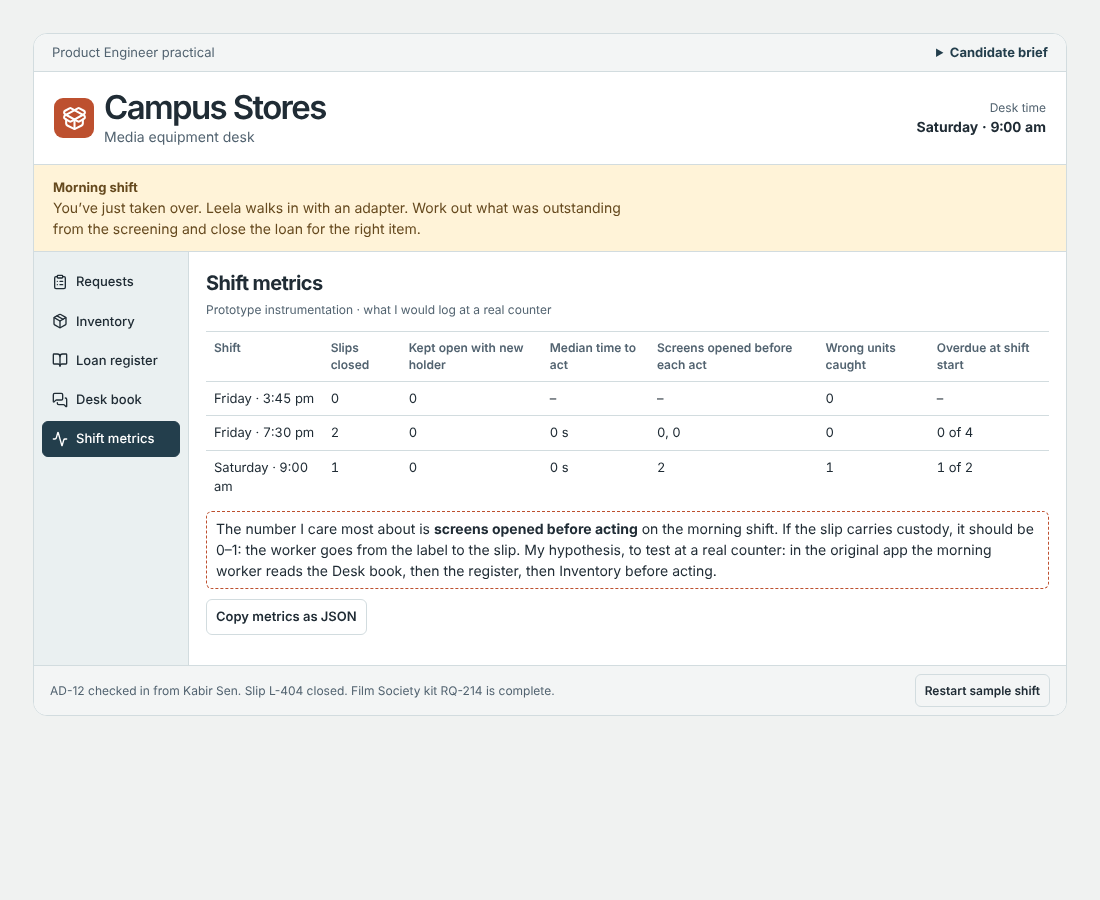 Product Engineer practical
▶ Candidate brief
Campus Stores
Media equipment desk
Desk time
Saturday · 9:00 am
Morning shift
You’ve just taken over. Leela walks in with an adapter. Work out what was outstanding
from the screening and close the loan for the right item.
Requests
Inventory
Loan register
Desk book
Shift metrics
Shift metrics
Prototype instrumentation · what I would log at a real counter
Shift | Slips closed | Kept open with new holder | Median time to act | Screens opened before each act | Wrong units caught | Overdue at shift start
Friday · 3:45 pm | 0 | 0 | – | – | 0 | –
Friday · 7:30 pm | 2 | 0 | 0 s | 0, 0 | 0 | 0 of 4
Saturday · 9:00 am | 1 | 0 | 0 s | 2 | 1 | 1 of 2
The number I care most about is screens opened before acting on the morning shift. If the slip carries custody, it should be
0–1: the worker goes from the label to the slip. My hypothesis, to test at a real counter: in the original app the morning
worker reads the Desk book, then the register, then Inventory before acting.
Copy metrics as JSON
AD-12 checked in from Kabir Sen. Slip L-404 closed. Film Society kit RQ-214 is complete.
Restart sample shift